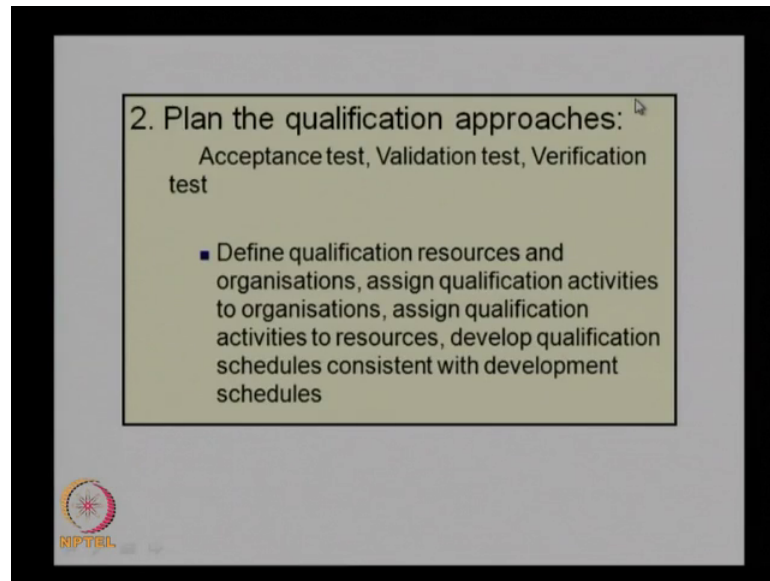 2. Plan the qualification approaches:
Acceptance test, Validation test, Verification
test
Define qualification resources and
organisations, assign qualification activities
to organisations, assign qualification
activities to resources, develop qualification
schedules consistent with development
schedules
NPTEL